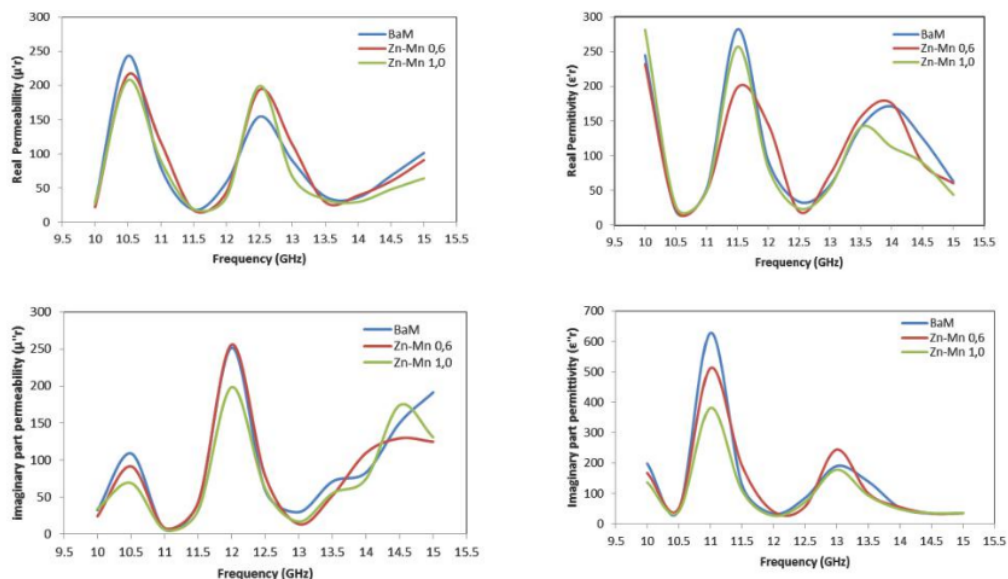 Real Permeability (μ'r)
300
250
200
150
100
50
0
9.5 10 10.5 11 11.5 12 12.5 13 13.5 14 14.5 15 15.5
Frequency (GHz)
BaM
Zn-Mn 0,6
Zn-Mn 1,0
Real Permitivity (ε'r)
300
250
200
150
100
50
0
9.5 10 10.5 11 11.5 12 12.5 13 13.5 14 14.5 15 15.5
Frequency (GHz)
BaM
Zn-Mn 0,6
Zn-Mn 1,0
imaginary part permeability (μ''r)
300
250
200
150
100
50
0
9.5 10 10.5 11 11.5 12 12.5 13 13.5 14 14.5 15 15.5
Frequency (GHz)
BaM
Zn-Mn 0,6
Zn-Mn 1,0
Imaginary part permittivity (ε''r)
700
600
500
400
300
200
100
0
9.5 10 10.5 11 11.5 12 12.5 13 13.5 14 14.5 15 15.5
Frequency (GHz)
BaM
Zn-Mn 0,6
Zn-Mn 1,0